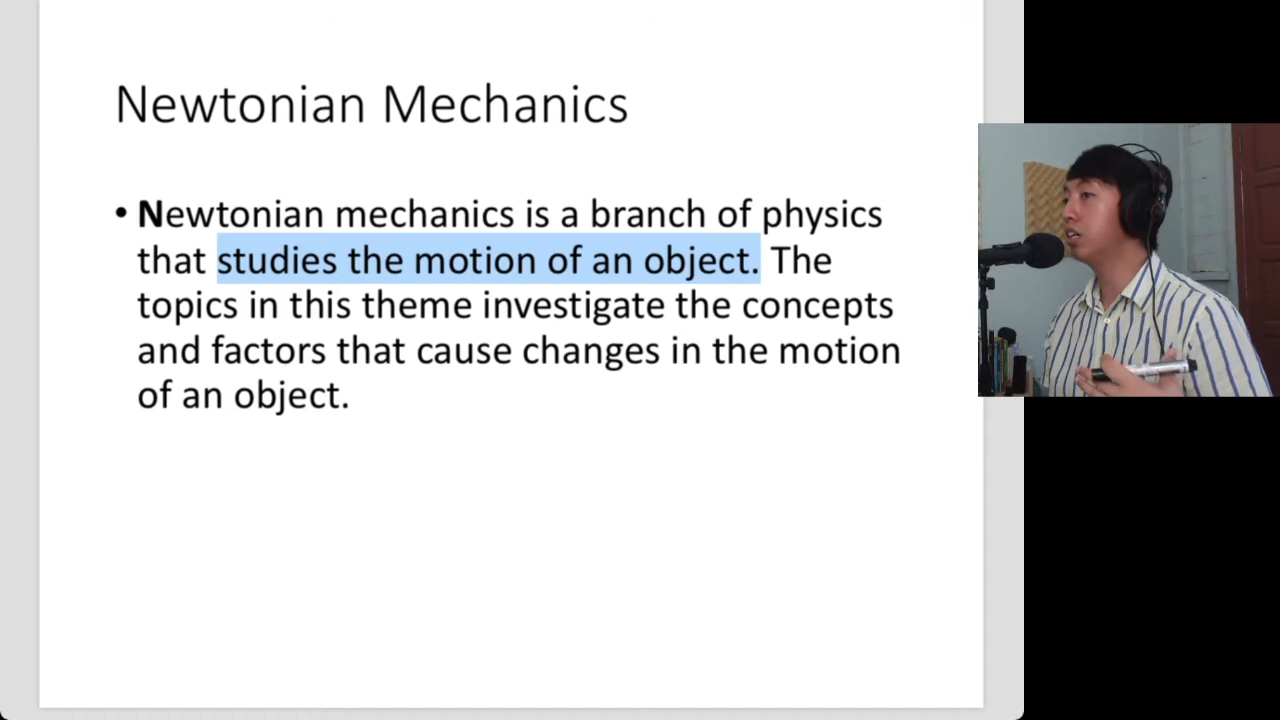 Newtonian Mechanics
• Newtonian mechanics is a branch of physics
that studies the motion of an object. The
topics in this theme investigate the concepts
and factors that cause changes in the motion
of an object.